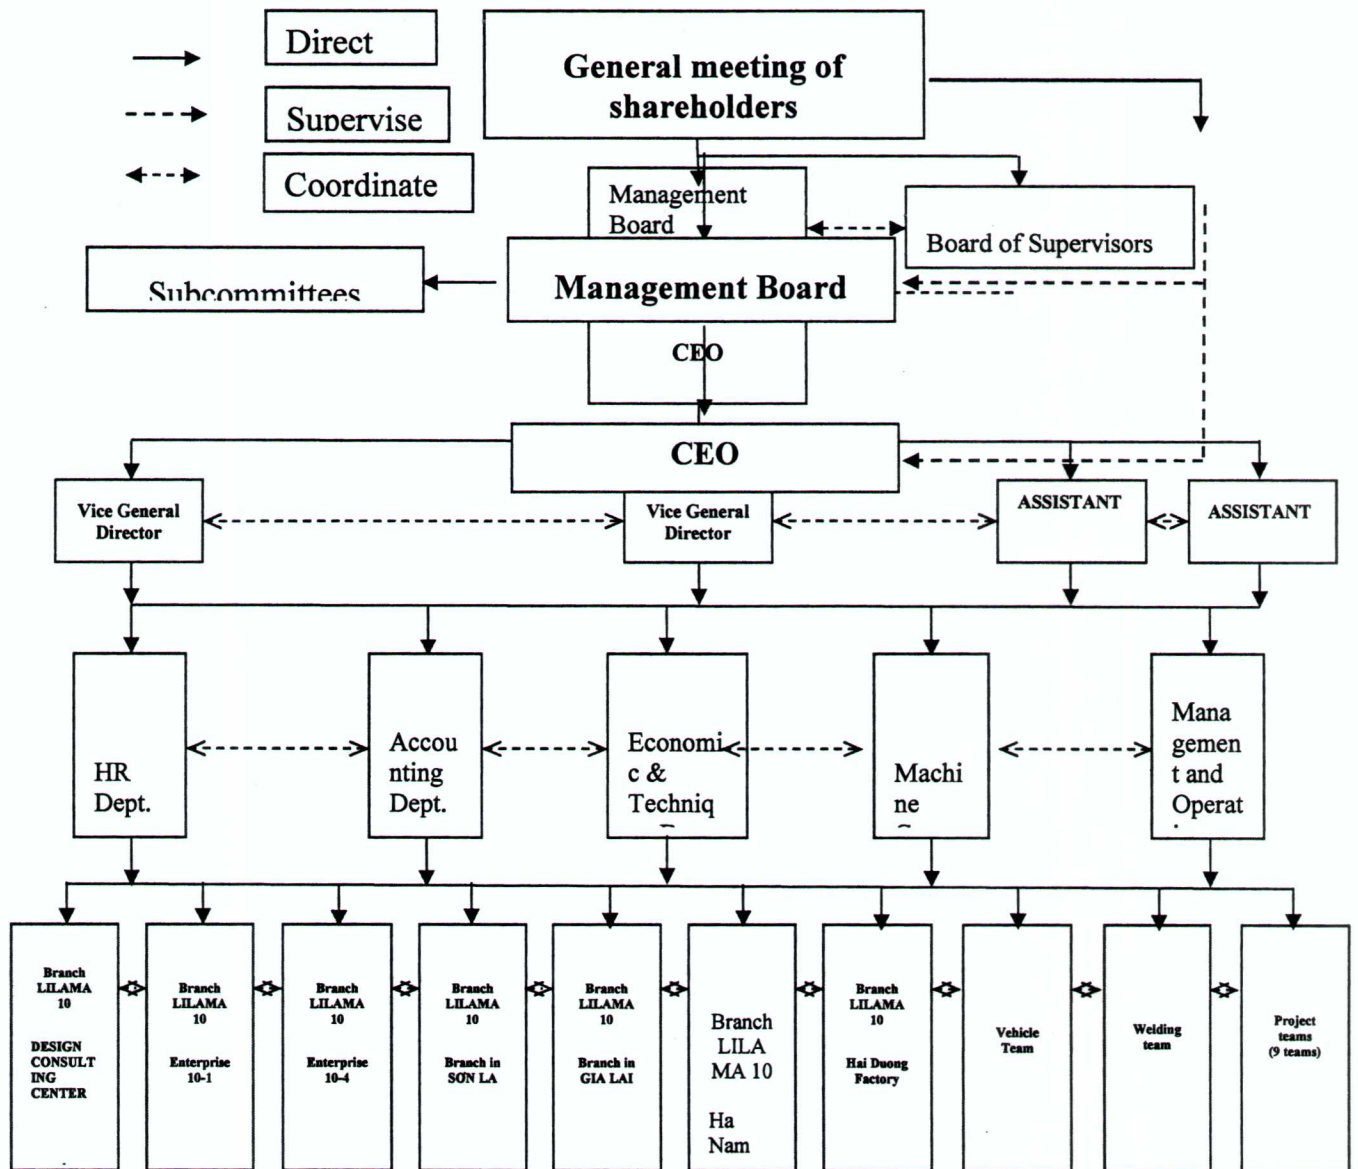 Direct
General meeting of
shareholders
Supervise
Coordinate
Management
Board
Board of Supervisors
Subcommittees
Management Board
CEO
CEO
Vice General
Director
Vice General
Director
ASSISTANT
ASSISTANT
HR
Dept.
Accou
nting
Dept.
Economi
c &
Techniq
Machi
ne
Mana
gemen
t and
Operat
Branch
LILAMA
10
DESIGN
CONSULT
ING
CENTER
Branch
LILAMA
10
Enterprise
10-1
Branch
LILAMA
10
Enterprise
10-4
Branch
LILAMA
10
Branch in
SƠN LA
Branch
LILAMA
10
Branch in
GIA LAI
Branch
LILA
MA 10
Ha
Nam
Branch
LILAMA
10
Hai Duong
Factory
Vehicle
Team
Welding
team
Project
teams
(9 teams)